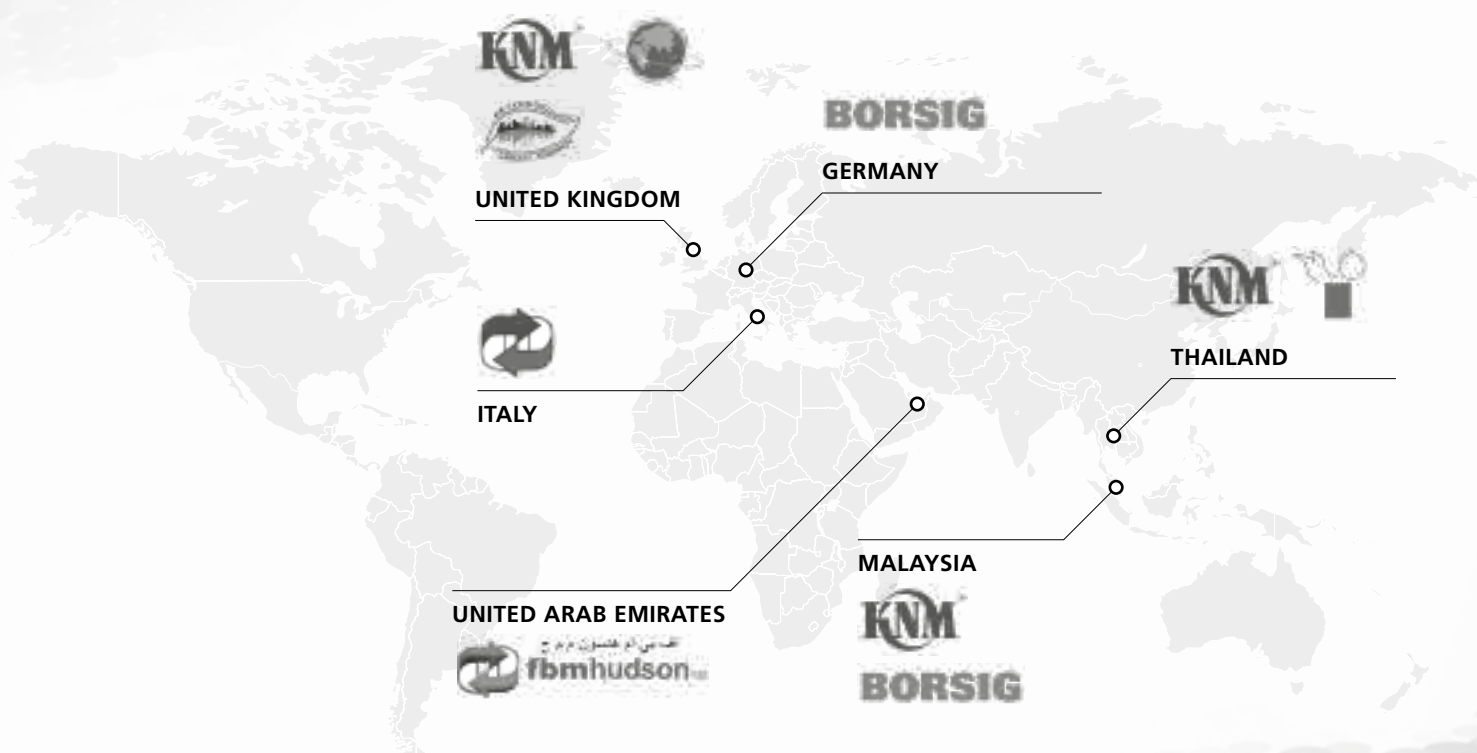 KNM
BORSIG
GERMANY
UNITED KINGDOM
KNM
THAILAND
ITALY
MALAYSIA
KNM
BORSIG
UNITED ARAB EMIRATES
fbmhudson